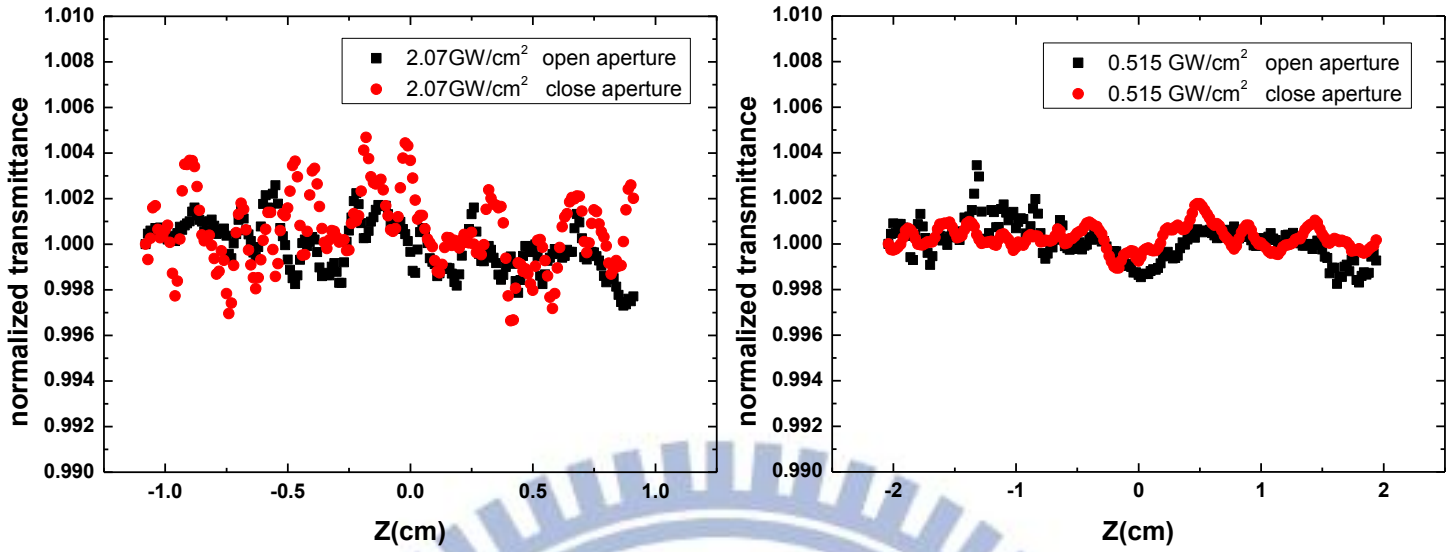 1.010
1.008
1.006
1.004
1.002
1.000
0.998
0.996
0.994
0.992
0.990
normalized transmittance
2.07GW/cm² open aperture
2.07GW/cm² close aperture
-1.0 -0.5 0.0 0.5 1.0
Z(cm)
1.010
1.008
1.006
1.004
1.002
1.000
0.998
0.996
0.994
0.992
0.990
normalized transmittance
0.515 GW/cm² open aperture
0.515 GW/cm² close aperture
-2 -1 0 1 2
Z(cm)